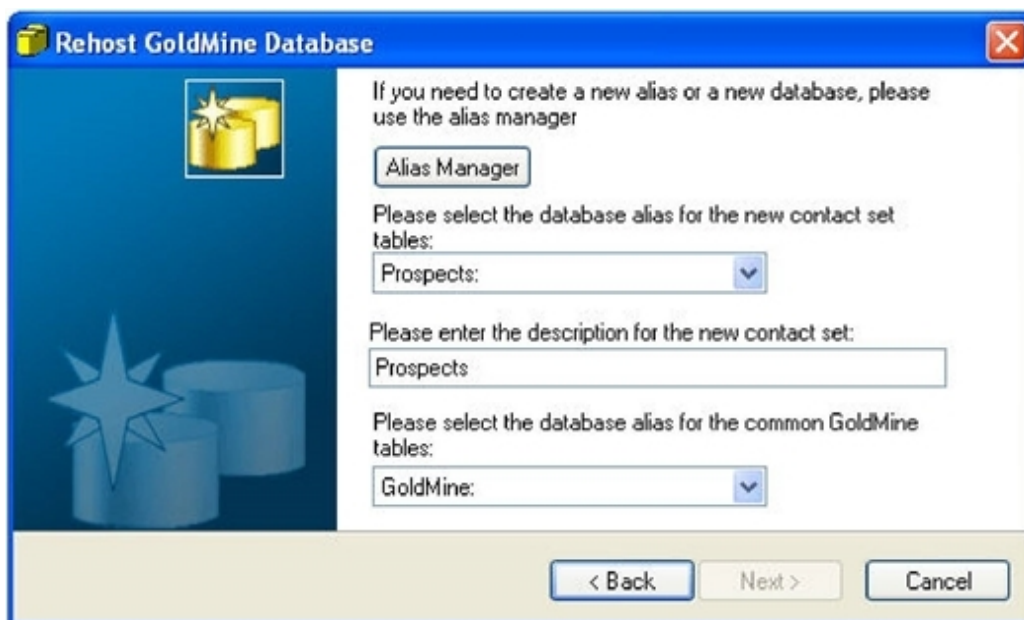 Rehost GoldMine Database
If you need to create a new alias or a new database, please
use the alias manager
Alias Manager
Please select the database alias for the new contact set
tables:
Prospects:
Please enter the description for the new contact set:
Prospects
Please select the database alias for the common GoldMine
tables:
GoldMine:
< Back
Next >
Cancel